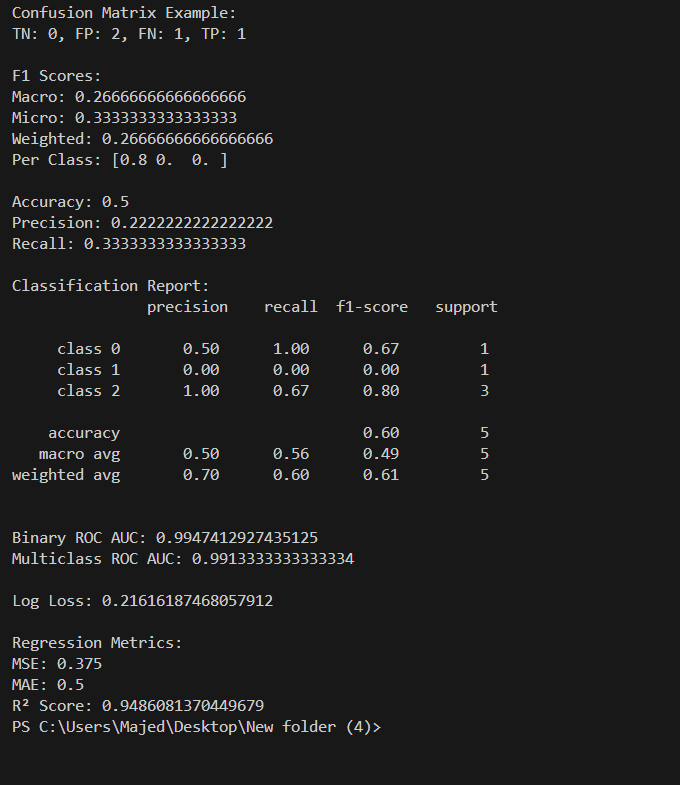 Confusion Matrix Example:
TN: 0, FP: 2, FN: 1, TP: 1
F1 Scores:
Macro: 0.26666666666666666
Micro: 0.3333333333333333
Weighted: 0.26666666666666666
Per Class: [0.8 0.  0. ]
Accuracy: 0.5
Precision: 0.2222222222222222
Recall: 0.3333333333333333
Classification Report:
precision recall f1-score support
class 0 0.50 1.00 0.67 1
class 1 0.00 0.00 0.00 1
class 2 1.00 0.67 0.80 3
accuracy 0.60 5
macro avg 0.50 0.56 0.49 5
weighted avg 0.70 0.60 0.61 5
Binary ROC AUC: 0.9947412927435125
Multiclass ROC AUC: 0.9913333333333334
Log Loss: 0.21616187468057912
Regression Metrics:
MSE: 0.375
MAE: 0.5
R² Score: 0.9486081370449679
PS C:\Users\Majed\Desktop\New folder (4)>